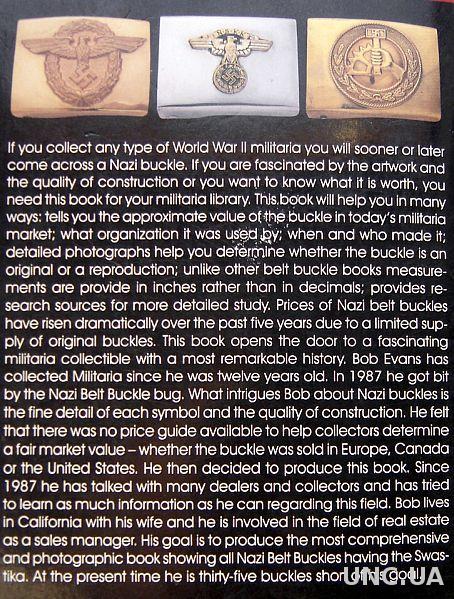 If you collect any type of World War II militaria you will sooner or later
come across a Nazi buckle. If you are fascinated by the artwork and
the quality of construction or you want to know what it is worth, you
need this book for your militaria library. This book will help you in many
ways: tells you the approximate value of the buckle in today's militaria
market; what organization it was used by; when and who made it;
detailed photographs help you determine whether the buckle is an
original or a reproduction; unlike other belt buckle books measure-
ments are provide in inches rather than in decimals; provides re-
search sources for more detailed study. Prices of Nazi belt buckles
have risen dramatically over the past five years due to a limited sup-
ply of original buckles. This book opens the door to a fascinating
militaria collectible with a most remarkable history. Bob Evans has
collected Militaria since he was twelve years old. In 1987 he got bit
by the Nazi Belt Buckle bug. What intrigues Bob about Nazi buckles is
the fine detail of each symbol and the quality of construction. He felt
that there was no price guide available to help collectors determine
a fair market value – whether the buckle was sold in Europe, Canada
or the United States. He then decided to produce this book. Since
1987 he has talked with many dealers and collectors and has tried
to learn as much information as he can regarding this field. Bob lives
in California with his wife and he is involved in the field of real estate
as a sales manager. His goal is to produce the most comprehensive
and photographic book showing all Nazi Belt Buckles having the Swas-
tika. At the present time he is thirty-five buckles short of his goal.
UNC.UA